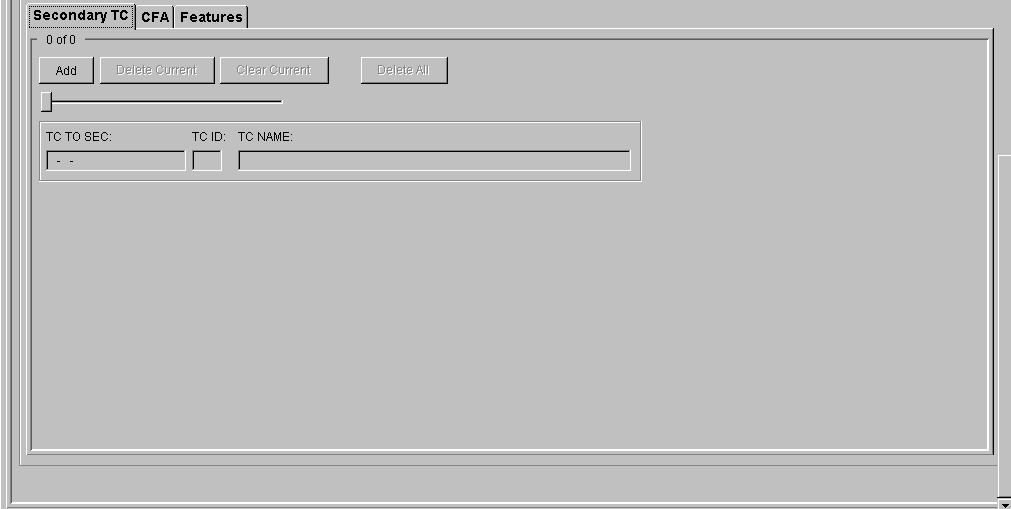 Secondary TC CFA Features
0 of 0
Add Delete Current Clear Current Delete All
TC TO SEC: TC ID: TC NAME:
- -